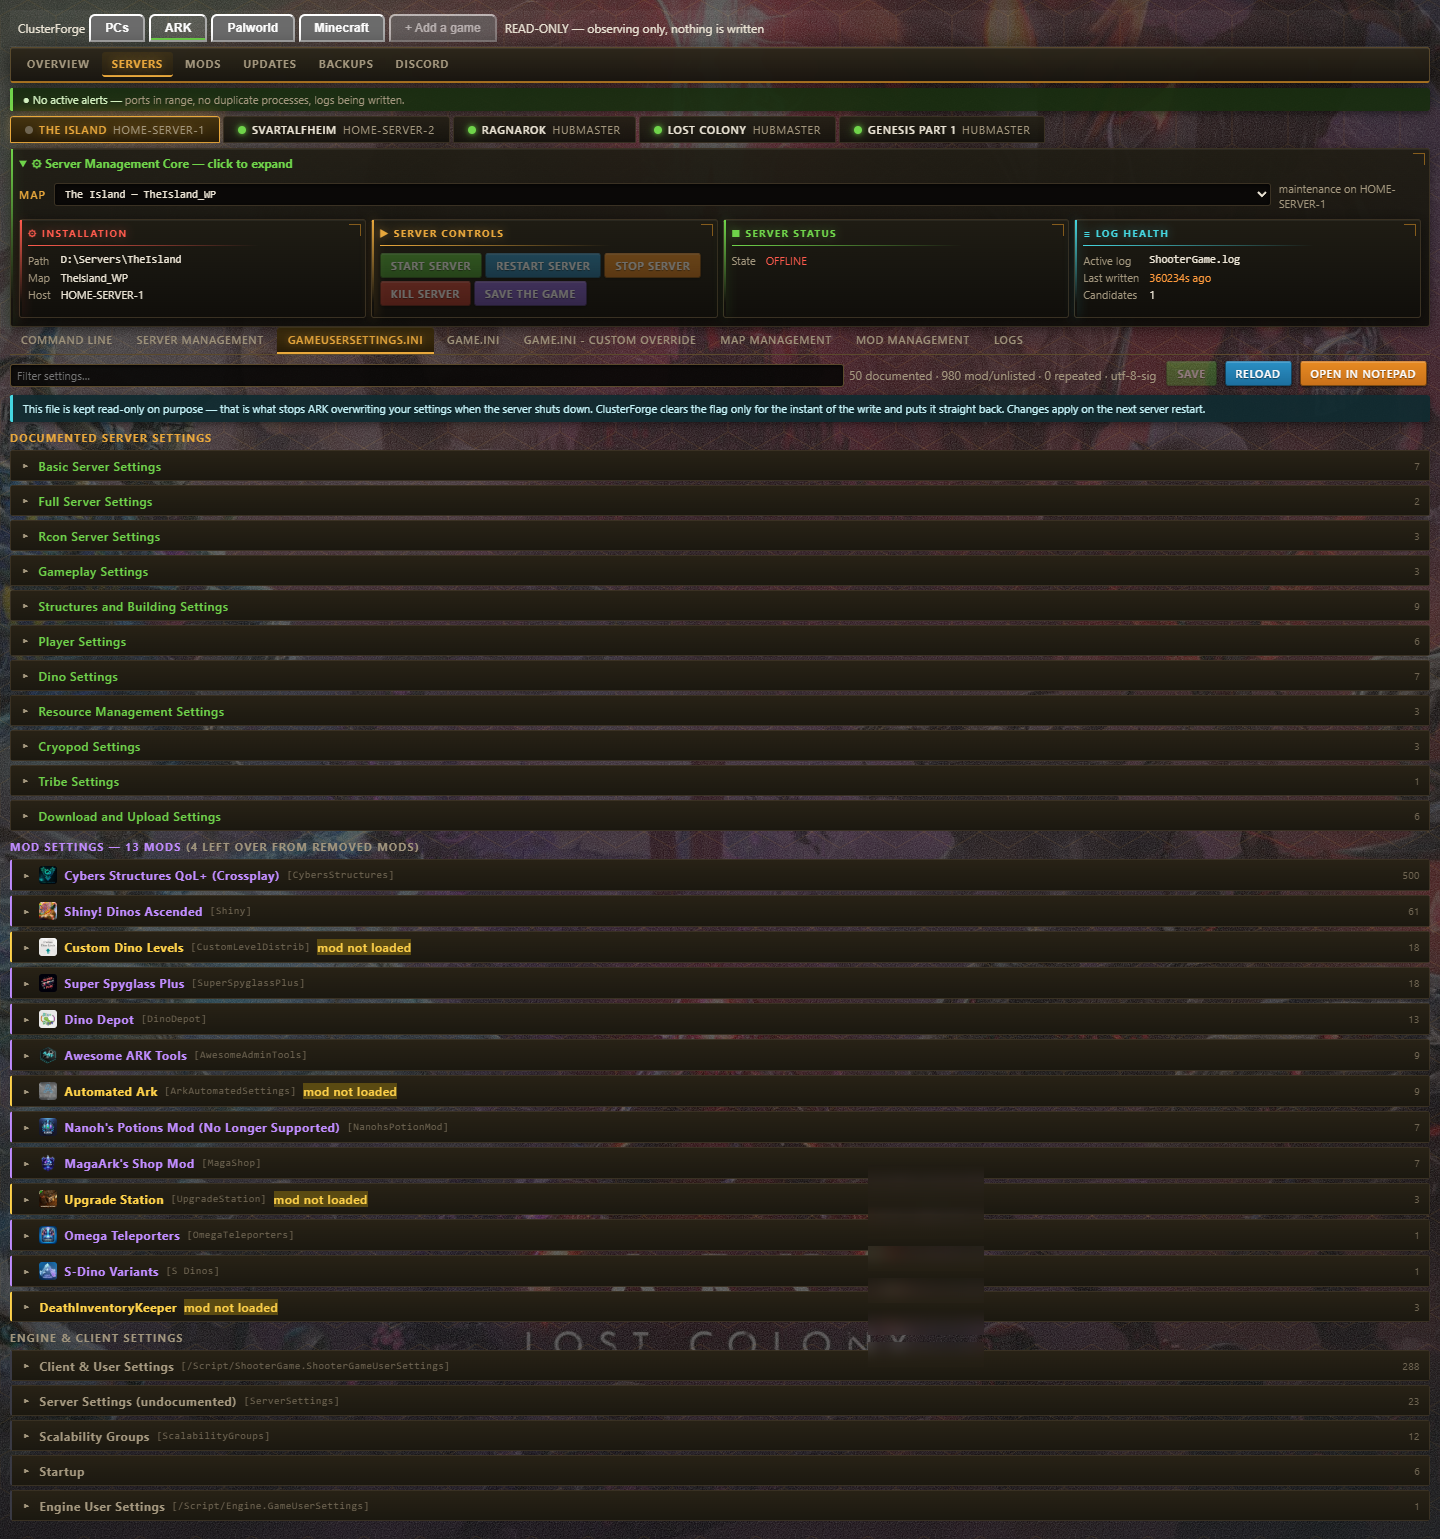 ClusterForge PCs ARK Palworld Minecraft + Add a game READ-ONLY — observing only, nothing is written
OVERVIEW SERVERS MODS UPDATES BACKUPS DISCORD
● No active alerts — ports in range, no duplicate processes, logs being written.
● THE ISLAND HOME-SERVER-1 ● SVARTALFHEIM HOME-SERVER-2 ● RAGNAROK HUBMASTER ● LOST COLONY HUBMASTER ● GENESIS PART 1 HUBMASTER
▼ ⚙ Server Management Core — click to expand
MAP The Island — TheIsland_WP maintenance on HOME-
SERVER-1
⚙ INSTALLATION
Path D:\Servers\TheIsland
Map TheIsland_WP
Host HOME-SERVER-1
▶ SERVER CONTROLS
START SERVER RESTART SERVER STOP SERVER
KILL SERVER SAVE THE GAME
■ SERVER STATUS
State OFFLINE
≡ LOG HEALTH
Active log ShooterGame.log
Last written 360234s ago
Candidates 1
COMMAND LINE SERVER MANAGEMENT GAMEUSERSETTINGS.INI GAME.INI GAME.INI - CUSTOM OVERRIDE MAP MANAGEMENT MOD MANAGEMENT LOGS
Filter settings... 50 documented · 980 mod/unlisted · 0 repeated · utf-8-sig SAVE RELOAD OPEN IN NOTEPAD
This file is kept read-only on purpose — that is what stops ARK overwriting your settings when the server shuts down. ClusterForge clears the flag only for the instant of the write and puts it straight back. Changes apply on the next server restart.
DOCUMENTED SERVER SETTINGS
► Basic Server Settings 7
► Full Server Settings 2
► Rcon Server Settings 3
► Gameplay Settings 3
► Structures and Building Settings 9
► Player Settings 6
► Dino Settings 7
► Resource Management Settings 3
► Cryopod Settings 3
► Tribe Settings 1
► Download and Upload Settings 6
MOD SETTINGS — 13 MODS (4 LEFT OVER FROM REMOVED MODS)
► Cybers Structures QoL+ (Crossplay) [CybersStructures] 500
► Shiny! Dinos Ascended [Shiny] 61
► Custom Dino Levels [CustomLevelDistrib] mod not loaded 18
► Super Spyglass Plus [SuperSpyglassPlus] 18
► Dino Depot [DinoDepot] 13
► Awesome ARK Tools [AwesomeAdminTools] 9
► Automated Ark [ArkAutomatedSettings] mod not loaded 9
► Nanoh's Potions Mod (No Longer Supported) [NanohsPotionMod] 7
► MagaArk's Shop Mod [MagaShop] 7
► Upgrade Station [UpgradeStation] mod not loaded 3
► Omega Teleporters [OmegaTeleporters] 1
► S-Dino Variants [S Dinos] 1
► DeathInventoryKeeper mod not loaded 3
ENGINE & CLIENT SETTINGS
LOST COLONY
► Client & User Settings [/Script/ShooterGame.ShooterGameUserSettings] 288
► Server Settings (undocumented) [ServerSettings] 23
► Scalability Groups [ScalabilityGroups] 12
► Startup 6
► Engine User Settings [/Script/Engine.GameUserSettings] 1